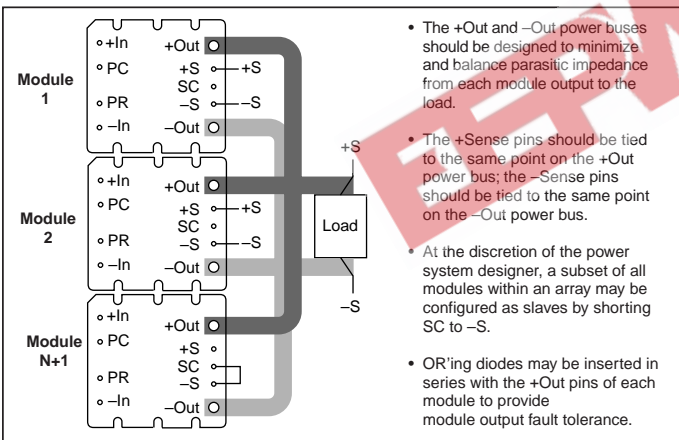 Module
1
+In
PC
PR
–In
+Out
+S
SC
–S
–Out
+S
–S
Module
2
+In
PC
PR
–In
+Out
+S
SC
–S
–Out
+S
–S
Module
N+1
+In
PC
PR
–In
+Out
+S
SC
–S
–Out
+S
Load
–S
• The +Out and –Out power buses
should be designed to minimize
and balance parasitic impedance
from each module output to the
load.
• The +Sense pins should be tied
to the same point on the +Out
power bus; the –Sense pins
should be tied to the same point
on the –Out power bus.
• At the discretion of the power
system designer, a subset of all
modules within an array may be
configured as slaves by shorting
SC to –S.
• OR'ing diodes may be inserted in
series with the +Out pins of each
module to provide
module output fault tolerance.